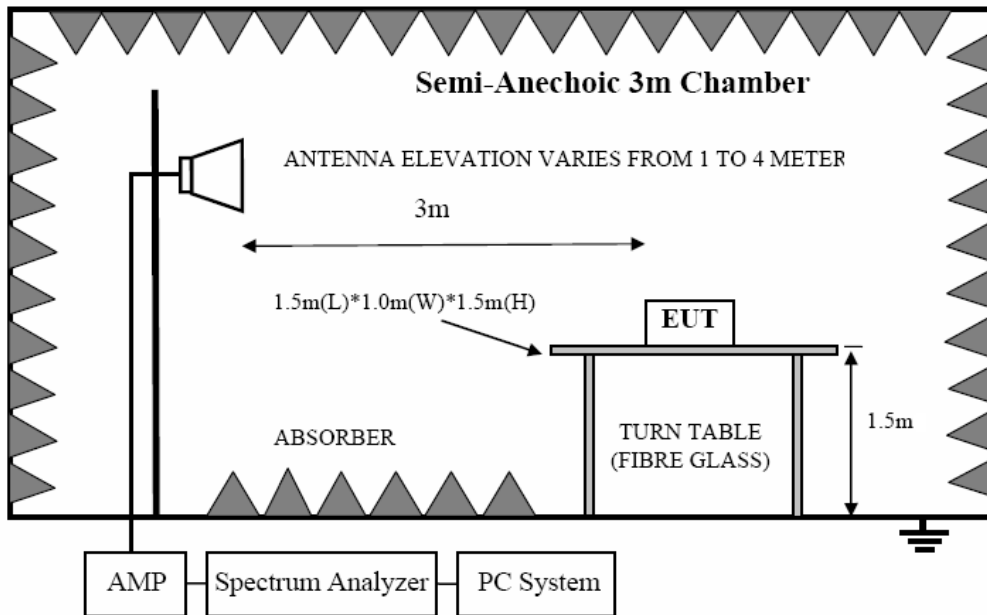 Semi-Anechoic 3m Chamber
ANTENNA ELEVATION VARIES FROM 1 TO 4 METER
3m
1.5m(L)*1.0m(W)*1.5m(H)
EUT
1.5m
ABSORBER
TURN TABLE
(FIBRE GLASS)
AMP
Spectrum Analyzer
PC System